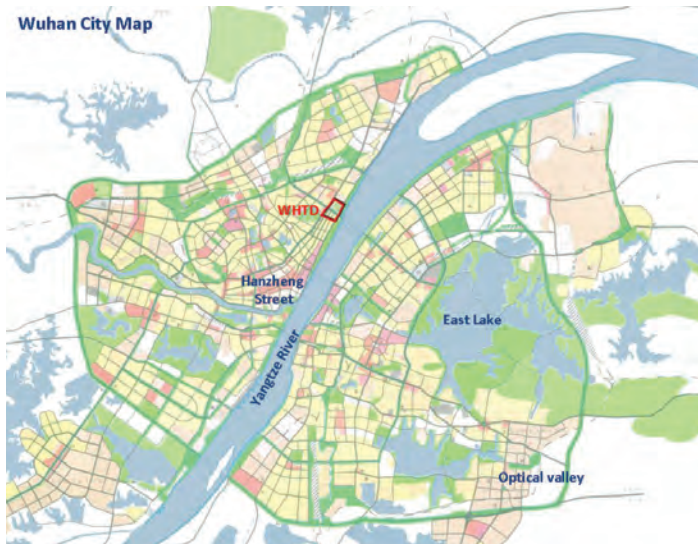 Wuhan City Map
WHTD
Hanzheng
Street
East Lake
Yangtze River
Optical valley